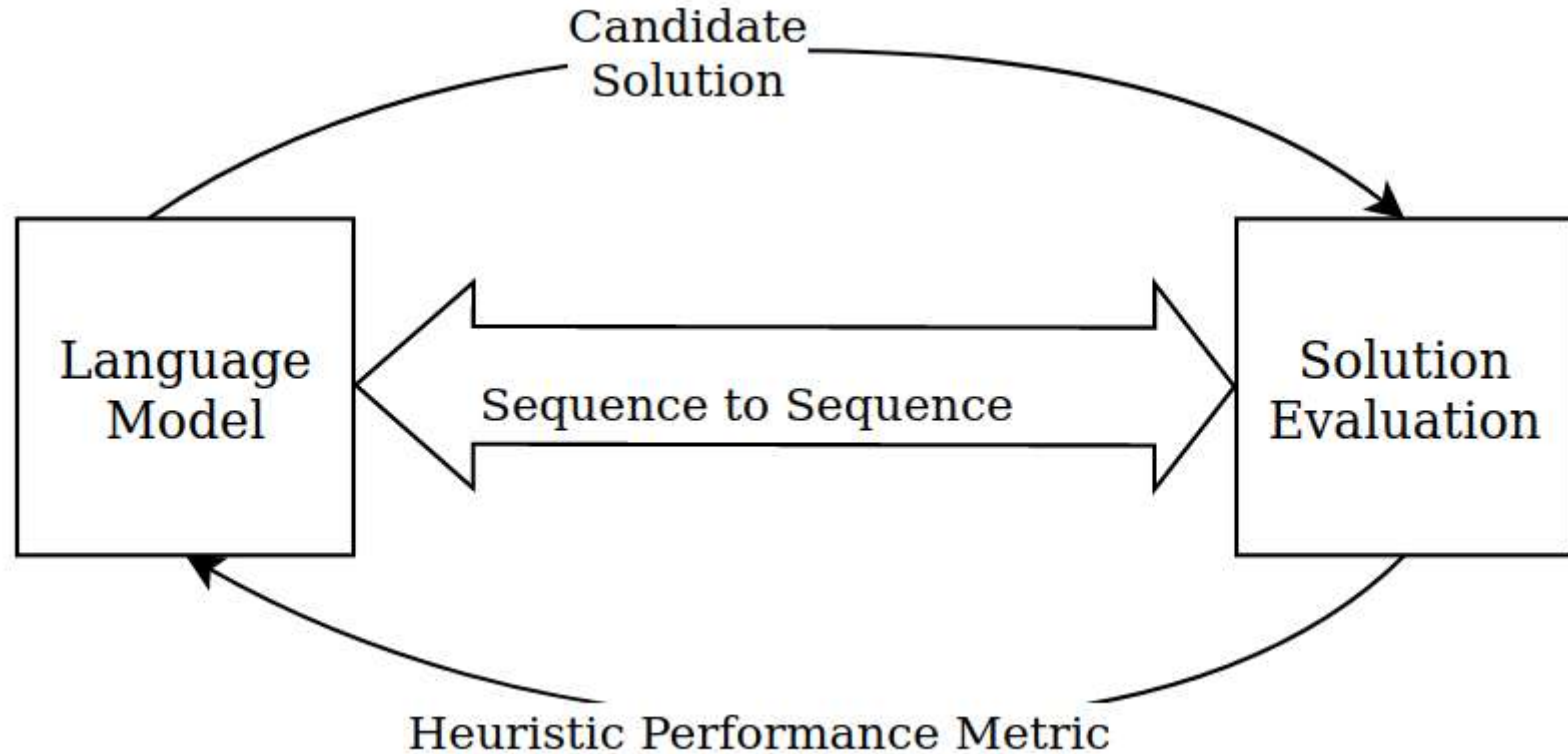 Candidate
Solution
Language
Model
Sequence to Sequence
Solution
Evaluation
Heuristic Performance Metric